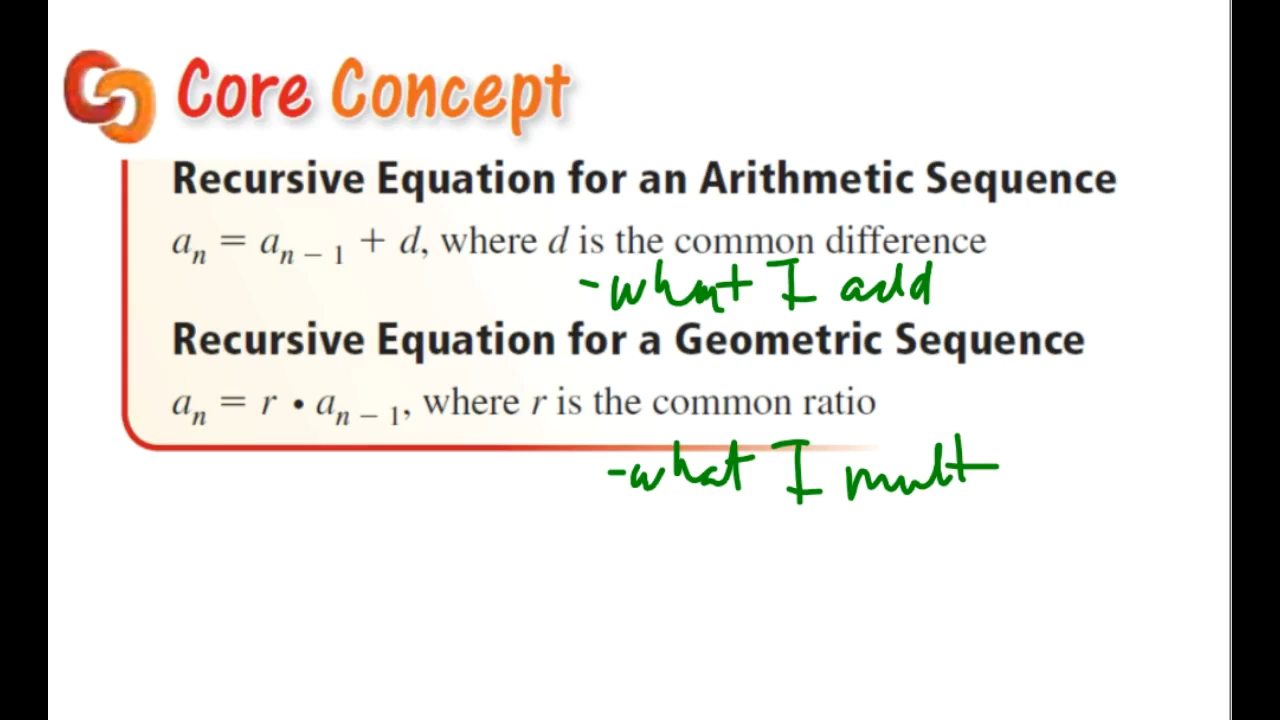 Core Concept
Recursive Equation for an Arithmetic Sequence
aₙ = aₙ₋₁ + d, where d is the common difference
-what I add
Recursive Equation for a Geometric Sequence
aₙ = r • aₙ₋₁, where r is the common ratio
-what I mult